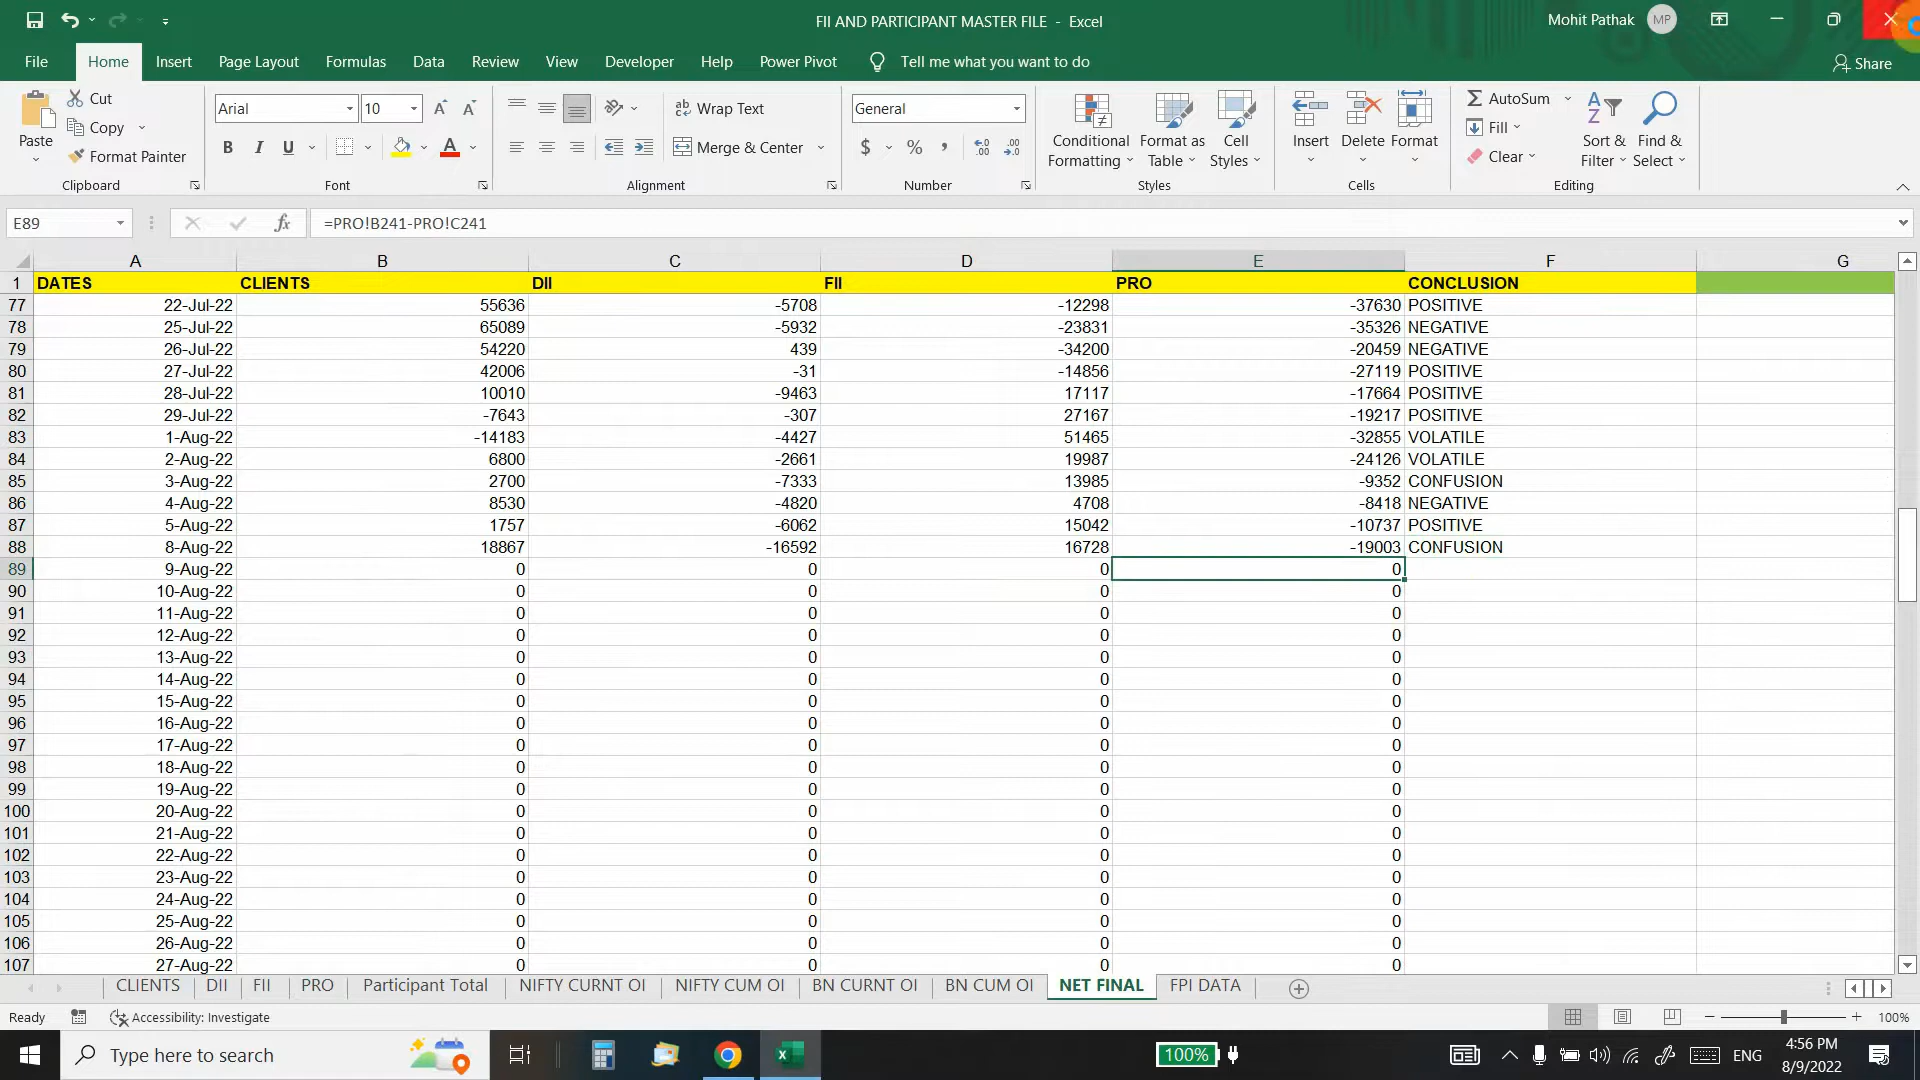 FII AND PARTICIPANT MASTER FILE - Excel
Mohit Pathak MP
File Home Insert Page Layout Formulas Data Review View Developer Help Power Pivot Tell me what you want to do Share
Paste
Cut
Copy
Format Painter
Clipboard
Arial 10
B I U A
Font
ab Wrap Text
Merge & Center
Alignment
General
$ % ,
Number
Conditional Formatting
Format as Table
Cell Styles
Styles
Insert Delete Format
Cells
AutoSum
Fill
Clear
Sort & Filter
Find & Select
Editing
E89 fx =PRO!B241-PRO!C241
A B C D E F G
1 DATES CLIENTS DII FII PRO CONCLUSION
77 22-Jul-22 55636 -5708 -12298 -37630 POSITIVE
78 25-Jul-22 65089 -5932 -23831 -35326 NEGATIVE
79 26-Jul-22 54220 439 -34200 -20459 NEGATIVE
80 27-Jul-22 42006 -31 -14856 -27119 POSITIVE
81 28-Jul-22 10010 -9463 17117 -17664 POSITIVE
82 29-Jul-22 -7643 -307 27167 -19217 POSITIVE
83 1-Aug-22 -14183 -4427 51465 -32855 VOLATILE
84 2-Aug-22 6800 -2661 19987 -24126 VOLATILE
85 3-Aug-22 2700 -7333 13985 -9352 CONFUSION
86 4-Aug-22 8530 -4820 4708 -8418 NEGATIVE
87 5-Aug-22 1757 -6062 15042 -10737 POSITIVE
88 8-Aug-22 18867 -16592 16728 -19003 CONFUSION
89 9-Aug-22 0 0 0 0
90 10-Aug-22 0 0 0 0
91 11-Aug-22 0 0 0 0
92 12-Aug-22 0 0 0 0
93 13-Aug-22 0 0 0 0
94 14-Aug-22 0 0 0 0
95 15-Aug-22 0 0 0 0
96 16-Aug-22 0 0 0 0
97 17-Aug-22 0 0 0 0
98 18-Aug-22 0 0 0 0
99 19-Aug-22 0 0 0 0
100 20-Aug-22 0 0 0 0
101 21-Aug-22 0 0 0 0
102 22-Aug-22 0 0 0 0
103 23-Aug-22 0 0 0 0
104 24-Aug-22 0 0 0 0
105 25-Aug-22 0 0 0 0
106 26-Aug-22 0 0 0 0
107 27-Aug-22 0 0 0 0
CLIENTS DII FII PRO Participant Total NIFTY CURNT OI NIFTY CUM OI BN CURNT OI BN CUM OI NET FINAL FPI DATA
Ready Accessibility: Investigate 100%
Type here to search 100% ENG 4:56 PM
8/9/2022